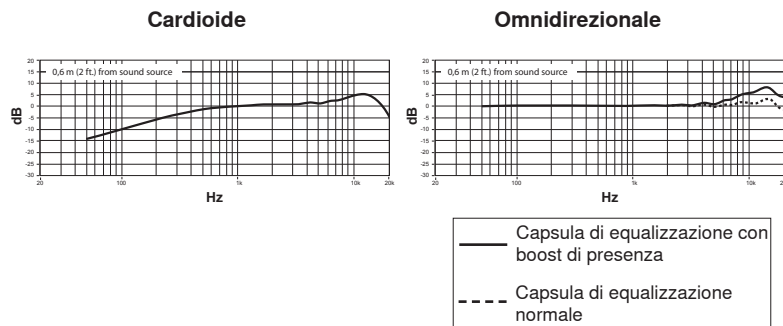 Cardioide
20
15
10
5
0
-5
-10
-15
-20
-25
-30
dB
0,6 m (2 ft.) from sound source
20
100
1k
10k
20k
Hz
Omnidirezionale
20
15
10
5
0
-5
-10
-15
-20
-25
-30
dB
0,6 m (2 ft.) from sound source
20
100
1k
10k
Hz
Capsula di equalizzazione con
boost di presenza
Capsula di equalizzazione
normale